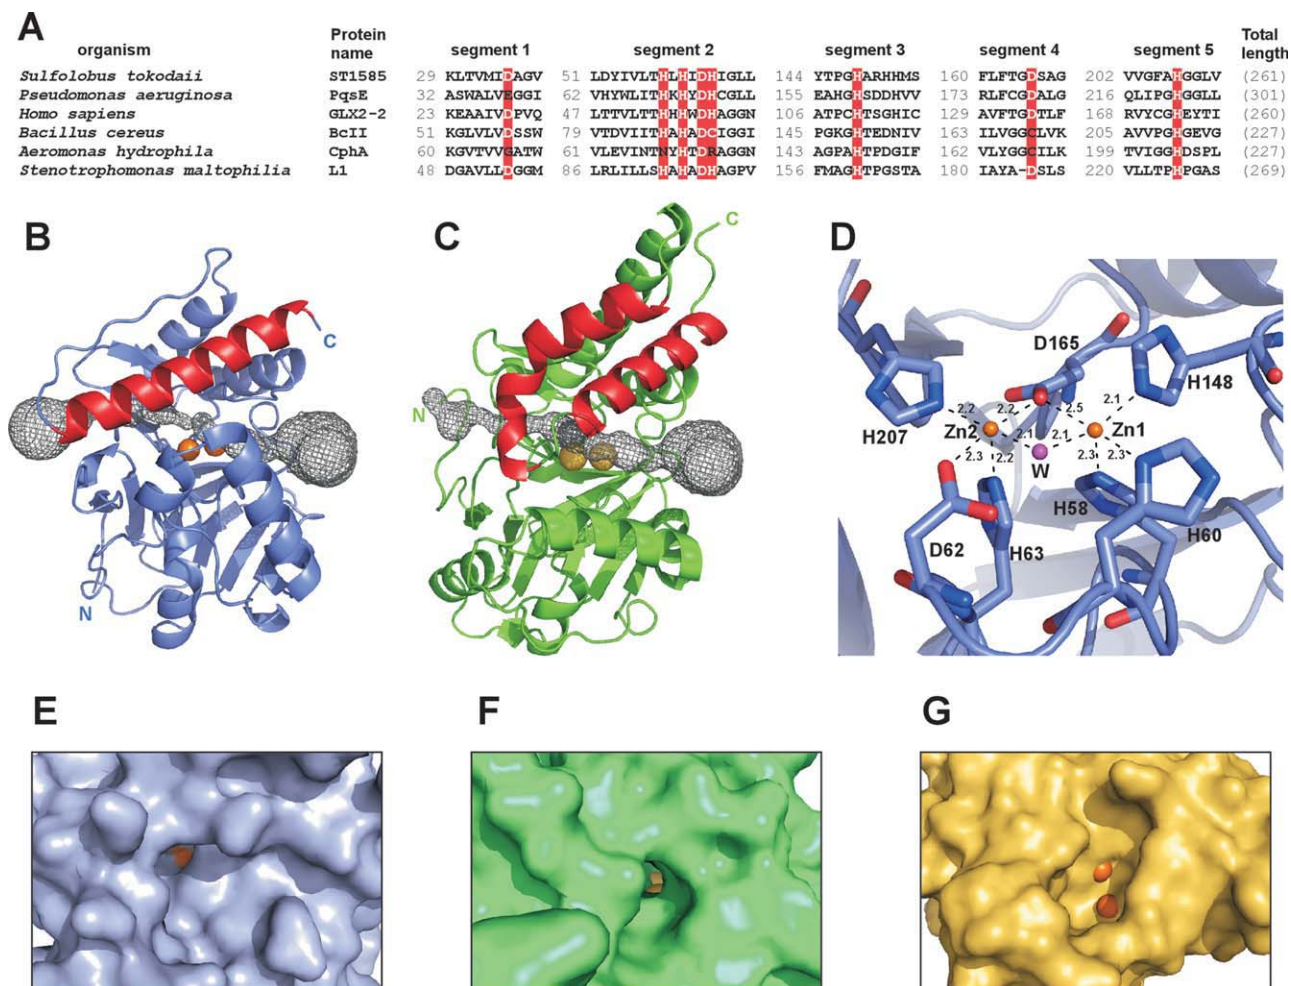 A
organism Protein name segment 1 segment 2 segment 3 segment 4 segment 5 Total length
Sulfolobus tokodaii ST1585 29 KLTVMIDAGV 51 LDYIVLTHLHIDHIGLL 144 YTPGHARHHMS 160 FLFTGDSAG 202 VVGFAHGGLV (261)
Pseudomonas aeruginosa PqsE 32 ASWALVEGGI 62 VHYWLITHKHYDHCGLL 155 EAHGHSDDHVV 173 RLFCGDALG 216 QLIPGHGGLL (301)
Homo sapiens GLX2-2 23 KEAAIVDPVQ 47 LTTVLTTHHHWDHAGGN 106 ATPCHTSGHIC 129 AVFTGDTLF 168 RVYCGHEYTI (260)
Bacillus cereus BcII 51 KGLVLVDSSW 79 TDVIITHAHADCIGGI 145 PGKGHTEDNIV 163 ILVGGCLVK 205 AVVPGHGEVG (227)
Aeromonas hydrophila CphA 60 KGVTVVGATW 61 VLEVINTNYHTDRAGGN 143 AGPAHTPDGIF 162 VLYGGCILK 199 TVIGGHDSPL (227)
Stenotrophomonas maltophilia L1 48 DGAVLLDGGM 86 LRLILLSHAHADHAGPV 156 FMAGHTPGSTA 180 IAYA-DSLS 220 VLLTPHPGAS (269)
B
C
N
C
C
N
D
D165
H148
H207
Zn2
Zn1
W
2.2
2.2
2.5
2.1
2.1
2.1
2.3
2.2
2.3
2.3
H58
H60
D62
H63
E
F
G